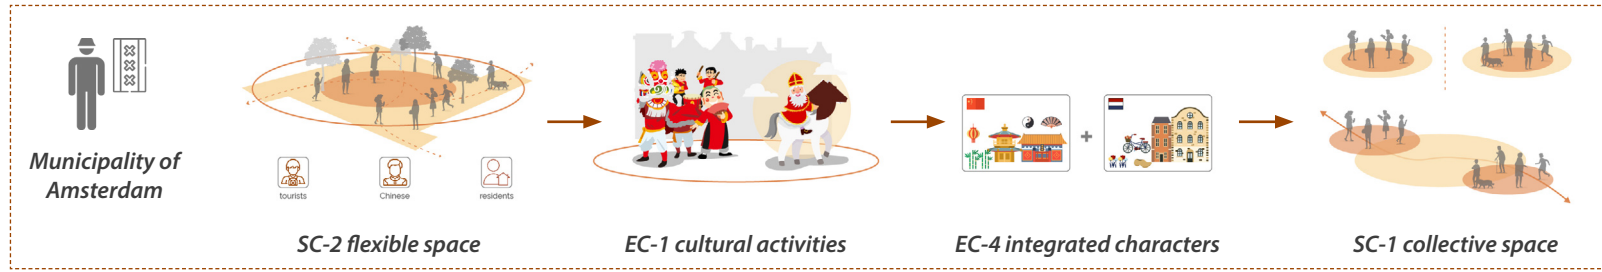 Municipality of
Amsterdam
tourists
Chinese
residents
SC-2 flexible space
EC-1 cultural activities
+
EC-4 integrated characters
SC-1 collective space